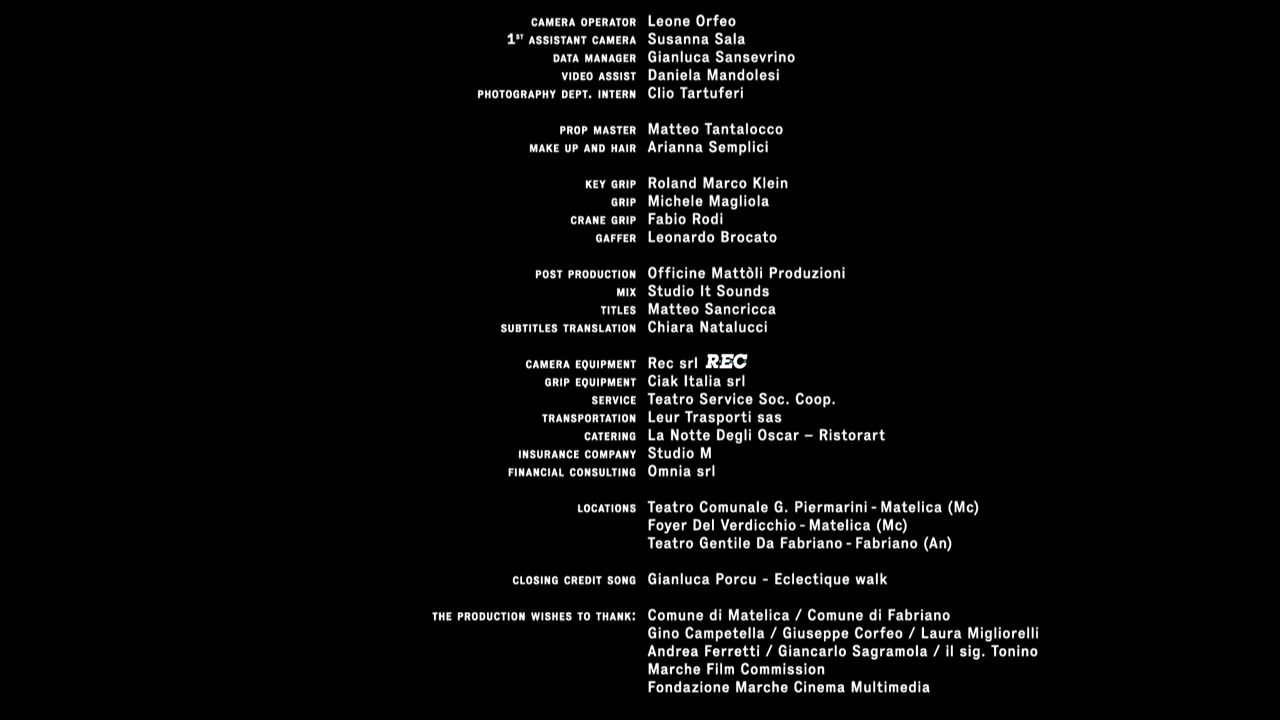 CAMERA OPERATOR Leone Orfeo
1ST ASSISTANT CAMERA Susanna Sala
DATA MANAGER Gianluca Sansevrino
VIDEO ASSIST Daniela Mandolesi
PHOTOGRAPHY DEPT. INTERN Clio Tartuferi
PROP MASTER Matteo Tantalocco
MAKE UP AND HAIR Arianna Semplici
KEY GRIP Roland Marco Klein
GRIP Michele Magliola
CRANE GRIP Fabio Rodi
GAFFER Leonardo Brocato
POST PRODUCTION Officine Mattòli Produzioni
MIX Studio It Sounds
TITLES Matteo Sancricca
SUBTITLES TRANSLATION Chiara Natalucci
CAMERA EQUIPMENT Rec srl REC
GRIP EQUIPMENT Ciak Italia srl
SERVICE Teatro Service Soc. Coop.
TRANSPORTATION Leur Trasporti sas
CATERING La Notte Degli Oscar – Ristorart
INSURANCE COMPANY Studio M
FINANCIAL CONSULTING Omnia srl
LOCATIONS Teatro Comunale G. Piermarini - Matelica (Mc)
Foyer Del Verdicchio - Matelica (Mc)
Teatro Gentile Da Fabriano - Fabriano (An)
CLOSING CREDIT SONG Gianluca Porcu - Eclectique walk
THE PRODUCTION WISHES TO THANK: Comune di Matelica / Comune di Fabriano
Gino Campetella / Giuseppe Corfeo / Laura Migliorelli
Andrea Ferretti / Giancarlo Sagramola / il sig. Tonino
Marche Film Commission
Fondazione Marche Cinema Multimedia